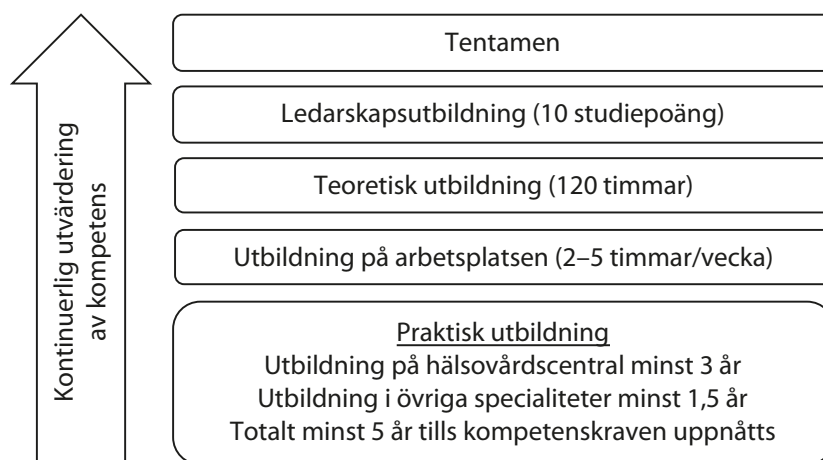 Tentamen
Ledarskapsutbildning (10 studiepoäng)
Teoretisk utbildning (120 timmar)
Utbildning på arbetsplatsen (2–5 timmar/vecka)
Praktisk utbildning
Utbildning på hälsovårdscentral minst 3 år
Utbildning i övriga specialiteter minst 1,5 år
Totalt minst 5 år tills kompetenskraven uppnåtts
Kontinuerlig utvärdering
av kompetens